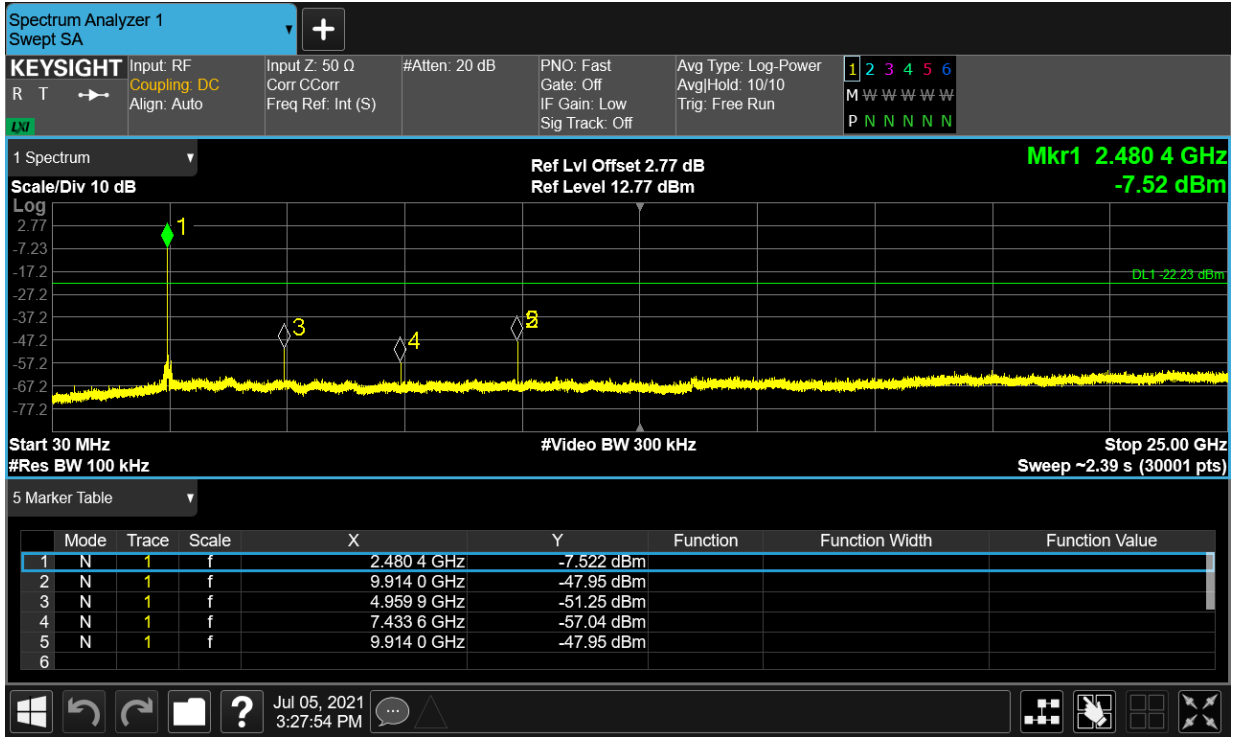 Spectrum Analyzer 1
Swept SA
KEYSIGHT
R T
LXI
Input: RF
Coupling: DC
Align: Auto
Input Z: 50 Ω
Corr CCorr
Freq Ref: Int (S)
#Atten: 20 dB
PNO: Fast
Gate: Off
IF Gain: Low
Sig Track: Off
Avg Type: Log-Power
Avg|Hold: 10/10
Trig: Free Run
1 2 3 4 5 6
M W W W W W
P N N N N N
1 Spectrum
Scale/Div 10 dB
Ref Lvl Offset 2.77 dB
Ref Level 12.77 dBm
Mkr1 2.480 4 GHz
-7.52 dBm
Log
2.77
-7.23
-17.2
-27.2
-37.2
-47.2
-57.2
-67.2
-77.2
1
3
4
5
DL1 -22.23 dBm
Start 30 MHz
#Res BW 100 kHz
#Video BW 300 kHz
Stop 25.00 GHz
Sweep ~2.39 s (30001 pts)
5 Marker Table
Mode Trace Scale X Y Function Function Width Function Value
1 N 1 f 2.480 4 GHz -7.522 dBm
2 N 1 f 9.914 0 GHz -47.95 dBm
3 N 1 f 4.959 9 GHz -51.25 dBm
4 N 1 f 7.433 6 GHz -57.04 dBm
5 N 1 f 9.914 0 GHz -47.95 dBm
6
?
Jul 05, 2021
3:27:54 PM